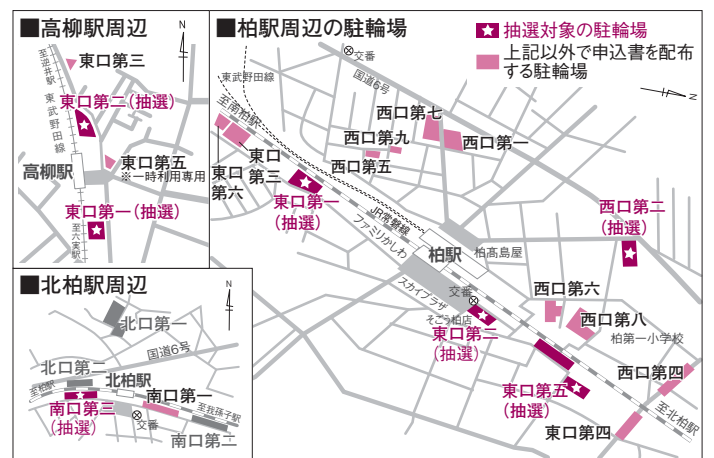 ■高柳駅周辺
N
至逆井駅
東口第三
東武野田線
東口第二(抽選)
高柳駅
東口第五
※一時利用専用
東口第一(抽選)
至六実駅
■北柏駅周辺
N
北口第一
国道6号
北口第二
至柏駅
北柏駅
南口第一
至我孫子駅
南口第三
(抽選)
交番
南口第二
■柏駅周辺の駐輪場
抽選対象の駐輪場
上記以外で申込書を配布
する駐輪場
N
交番
国道6号
東武野田線
至南柏駅
西口第七
西口第一
西口第九
西口第五
東口
第三
東口
第六
東口第一
(抽選)
JR常磐線
ファミリかしわ
柏駅
柏髙島屋
西口第二
(抽選)
スカイプラザ
交番
そごう柏店
東口第二
(抽選)
西口第六
西口第八
柏第一小学校
東口第五
(抽選)
西口第四
東口第四
至北柏駅